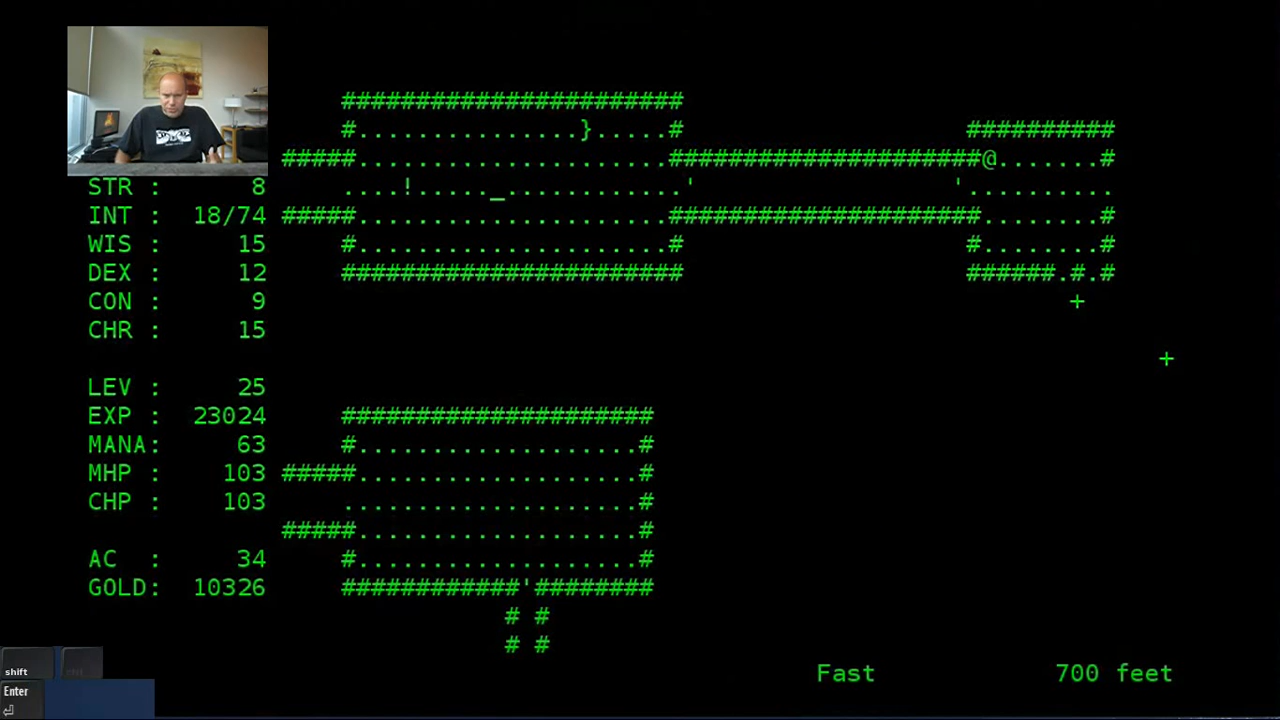 #######################
#...............}.....# ##########
#####.....................#####################@.......#
....!....._............' '..........
#####.....................#####################........#
#.....................# #........#
####################### ######.#.#
+
+
STR : 8
INT : 18/74
WIS : 15
DEX : 12
CON : 9
CHR : 15
LEV : 25
EXP : 23024
MANA: 63
MHP : 103
CHP : 103
AC : 34
GOLD: 10326
#####################
#...................#
#####...................#
....................#
#####...................#
#...................#
############'########
# #
# #
Fast 700 feet
shift
Enter